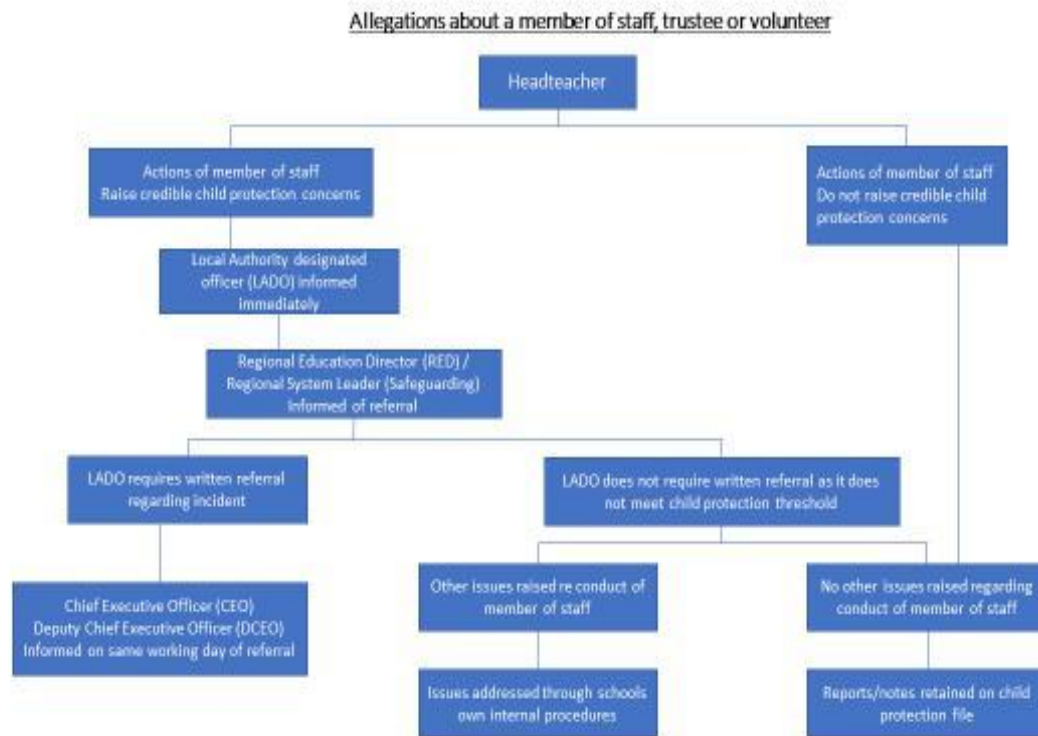 Allegations about a member of staff, trustee or volunteer
Headteacher
Actions of member of staff
Raise credible child protection concerns
Actions of member of staff
Do not raise credible child
protection concerns
Local Authority designated
officer (LADO) informed
immediately
Regional Education Director (RED) /
Regional System Leader (Safeguarding)
Informed of referral
LADO requires written referral
regarding incident
LADO does not require written referral as it does
not meet child protection threshold
Chief Executive Officer (CEO)
Deputy Chief Executive Officer (DCEO)
Informed on same working day of referral
Other issues raised re conduct of
member of staff
No other issues raised regarding
conduct of member of staff
Issues addressed through schools
own internal procedures
Reports/notes retained on child
protection file